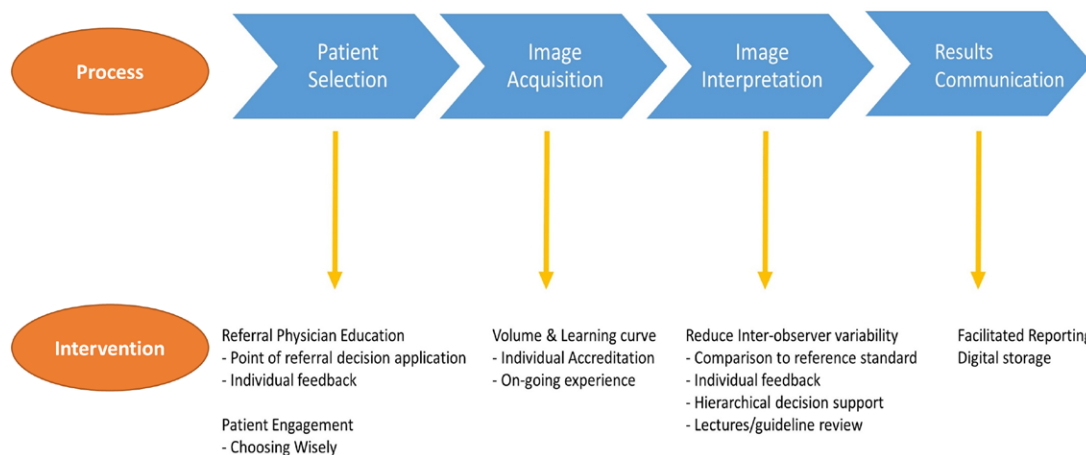 Process
Patient
Selection
Image
Acquisition
Image
Interpretation
Results
Communication
Intervention
Referral Physician Education
- Point of referral decision application
- Individual feedback
Patient Engagement
- Choosing Wisely
Volume & Learning curve
- Individual Accreditation
- On-going experience
Reduce Inter-observer variability
- Comparison to reference standard
- Individual feedback
- Hierarchical decision support
- Lectures/guideline review
Facilitated Reporting
Digital storage